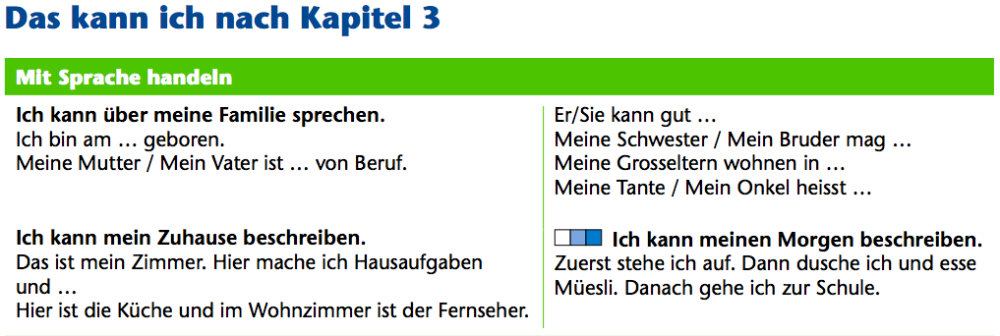 Das kann ich nach Kapitel 3
Mit Sprache handeln
Ich kann über meine Familie sprechen.
Ich bin am … geboren.
Meine Mutter / Mein Vater ist … von Beruf.
Er/Sie kann gut …
Meine Schwester / Mein Bruder mag …
Meine Grosseltern wohnen in …
Meine Tante / Mein Onkel heisst …
Ich kann mein Zuhause beschreiben.
Das ist mein Zimmer. Hier mache ich Hausaufgaben
und …
Hier ist die Küche und im Wohnzimmer ist der Fernseher.
Ich kann meinen Morgen beschreiben.
Zuerst stehe ich auf. Dann dusche ich und esse
Müesli. Danach gehe ich zur Schule.